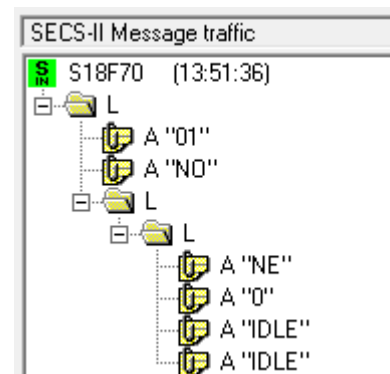 SECS-II Message traffic
S IN S18F70 (13:51:36)
L
A "01"
A "NO"
L
L
A "NE"
A "0"
A "IDLE"
A "IDLE"